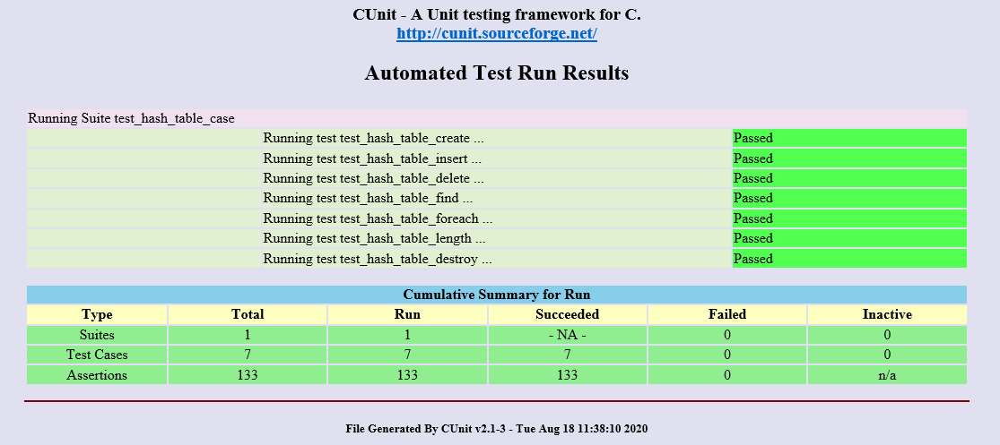 CUnit - A Unit testing framework for C.
http://cunit.sourceforge.net/
Automated Test Run Results
Running Suite test_hash_table_case
Running test test_hash_table_create ... Passed
Running test test_hash_table_insert ... Passed
Running test test_hash_table_delete ... Passed
Running test test_hash_table_find ... Passed
Running test test_hash_table_foreach ... Passed
Running test test_hash_table_length ... Passed
Running test test_hash_table_destroy ... Passed
Cumulative Summary for Run
Type Total Run Succeeded Failed Inactive
Suites 1 1 - NA - 0 0
Test Cases 7 7 7 0 0
Assertions 133 133 133 0 n/a
File Generated By CUnit v2.1-3 - Tue Aug 18 11:38:10 2020